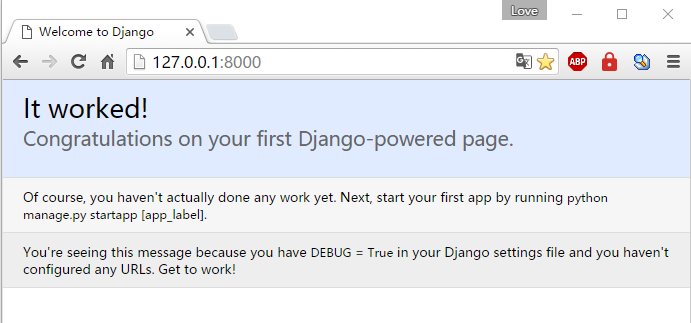 Love
Welcome to Django
127.0.0.1:8000
ABP
It worked!
Congratulations on your first Django-powered page.
Of course, you haven't actually done any work yet. Next, start your first app by running python
manage.py startapp [app_label].
You're seeing this message because you have DEBUG = True in your Django settings file and you haven't
configured any URLs. Get to work!